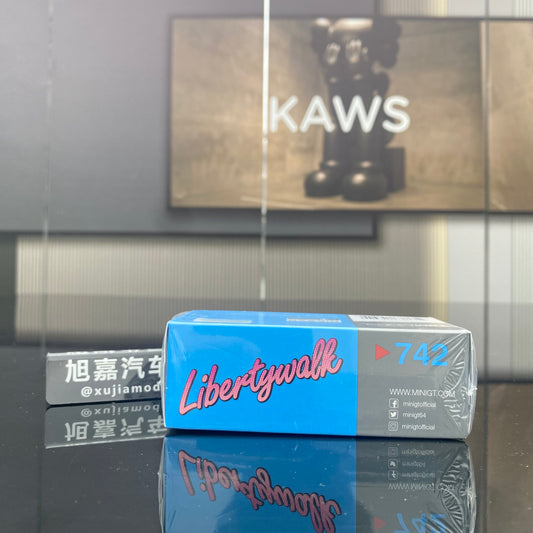 KAWS
Libertywalk
742
旭嘉汽车
@xujiamod
WWW.MINIGT.COM
minigtofficial
minigt64
minigtofficial